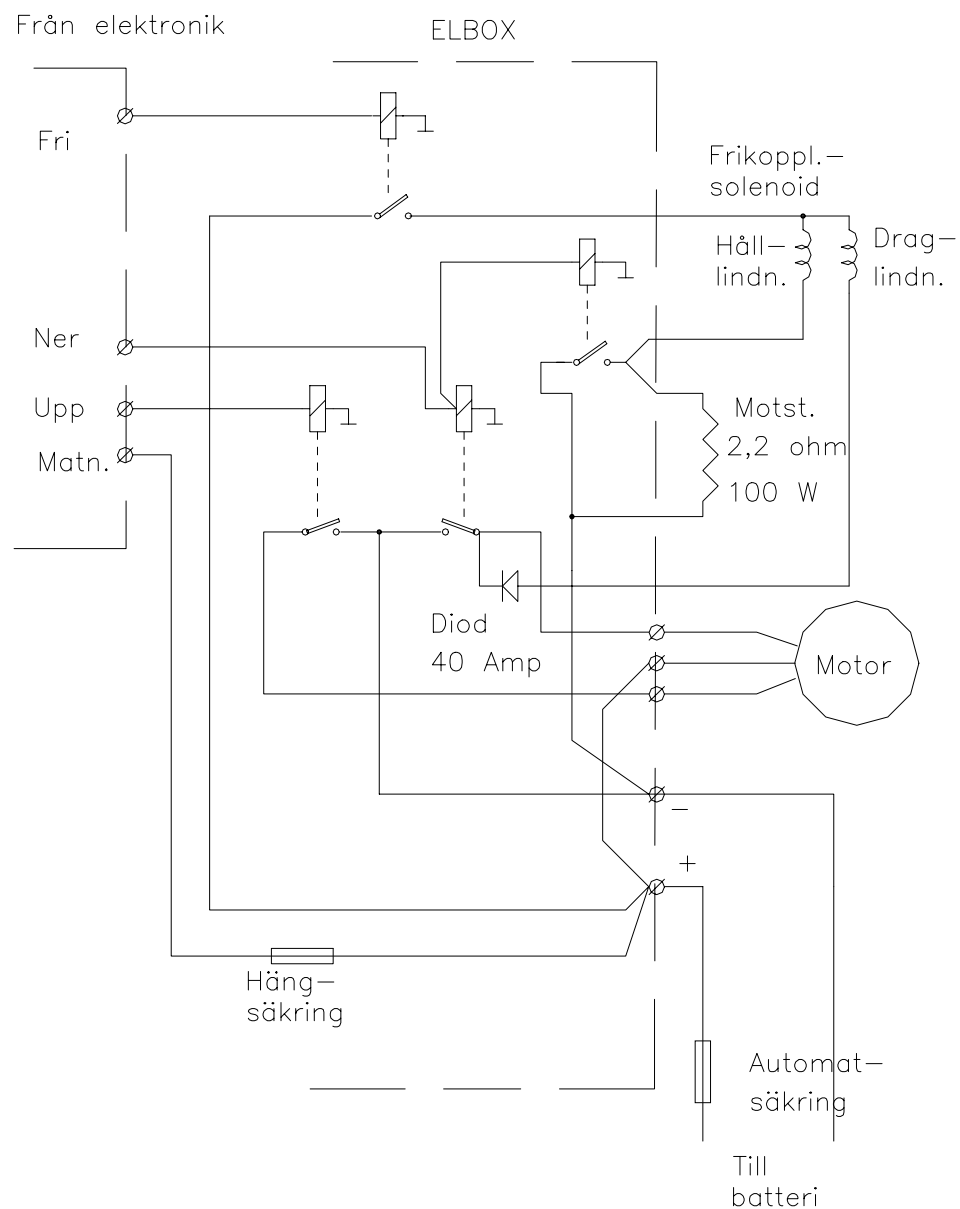 Från elektronik
ELBOX
Fri
Frikoppl.-
solenoid
Håll-
lindn.
Drag-
lindn.
Ner
Upp
Matn.
Motst.
2,2 ohm
100 W
Diod
40 Amp
Motor
-
+
Häng-
säkring
Automat-
säkring
Till
batteri